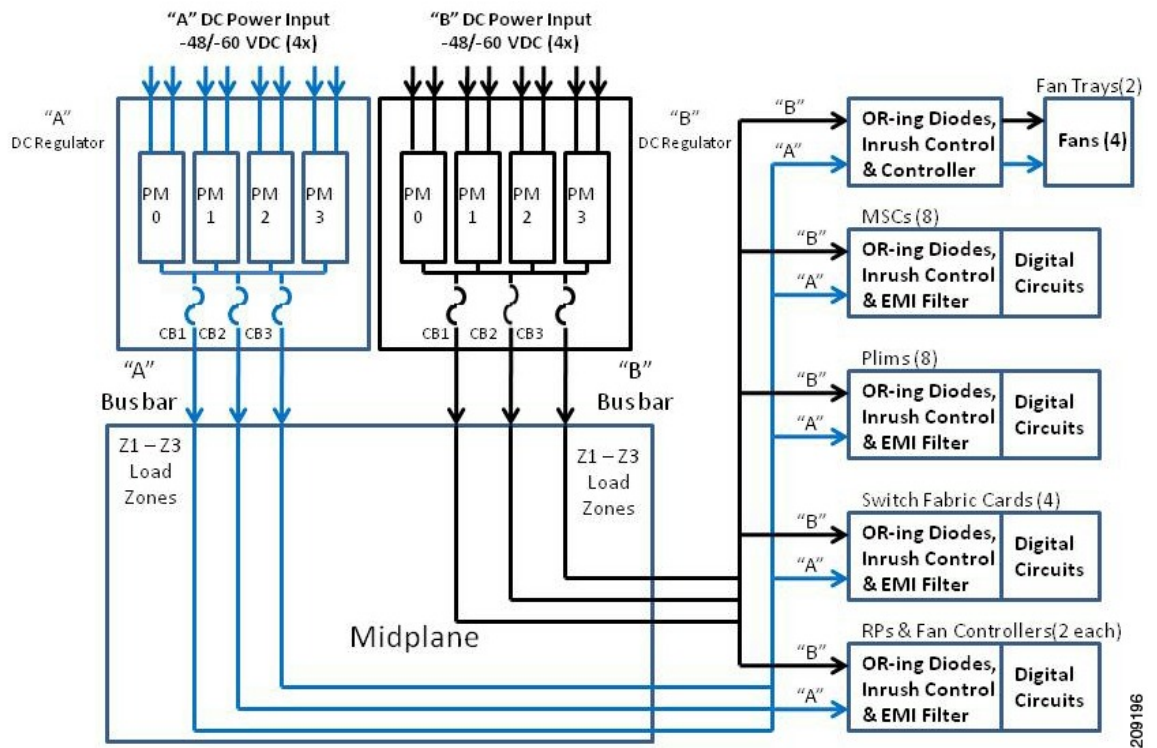 “A” DC Power Input
-48/-60 VDC (4x)
“B” DC Power Input
-48/-60 VDC (4x)
“A”
DC Regulator
PM
0
PM
1
PM
2
PM
3
CB1
CB2
CB3
PM
0
PM
1
PM
2
PM
3
CB1
CB2
CB3
“B”
DC Regulator
“A”
Bus bar
“B”
Bus bar
Z1 – Z3
Load
Zones
Z1 – Z3
Load
Zones
Midplane
Fan Trays(2)
“B”
“A”
OR-ing Diodes,
Inrush Control
& Controller
Fans (4)
MSCs (8)
“B”
“A”
OR-ing Diodes,
Inrush Control
& EMI Filter
Digital
Circuits
Plims (8)
“B”
“A”
OR-ing Diodes,
Inrush Control
& EMI Filter
Digital
Circuits
Switch Fabric Cards (4)
“B”
“A”
OR-ing Diodes,
Inrush Control
& EMI Filter
Digital
Circuits
RPs & Fan Controllers(2 each)
“B”
“A”
OR-ing Diodes,
Inrush Control
& EMI Filter
Digital
Circuits
209196